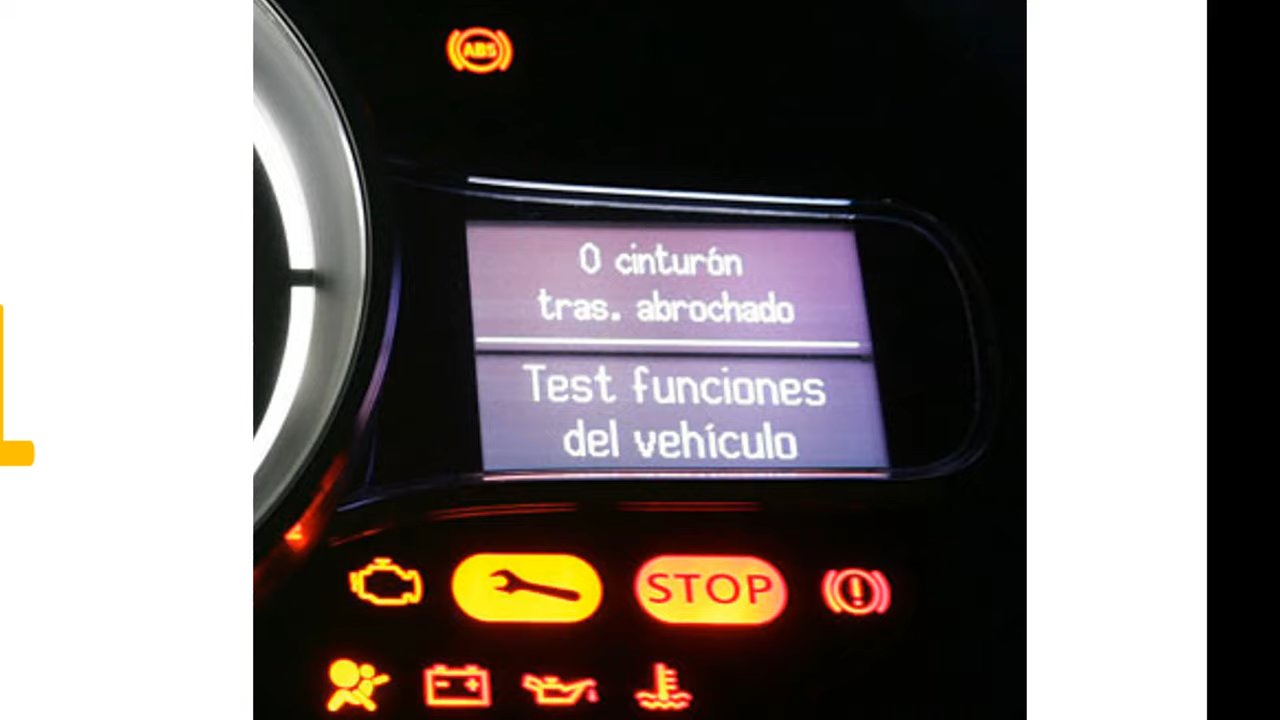 ABS
0 cinturón
tras. abrochado
Test funciones
del vehículo
STOP